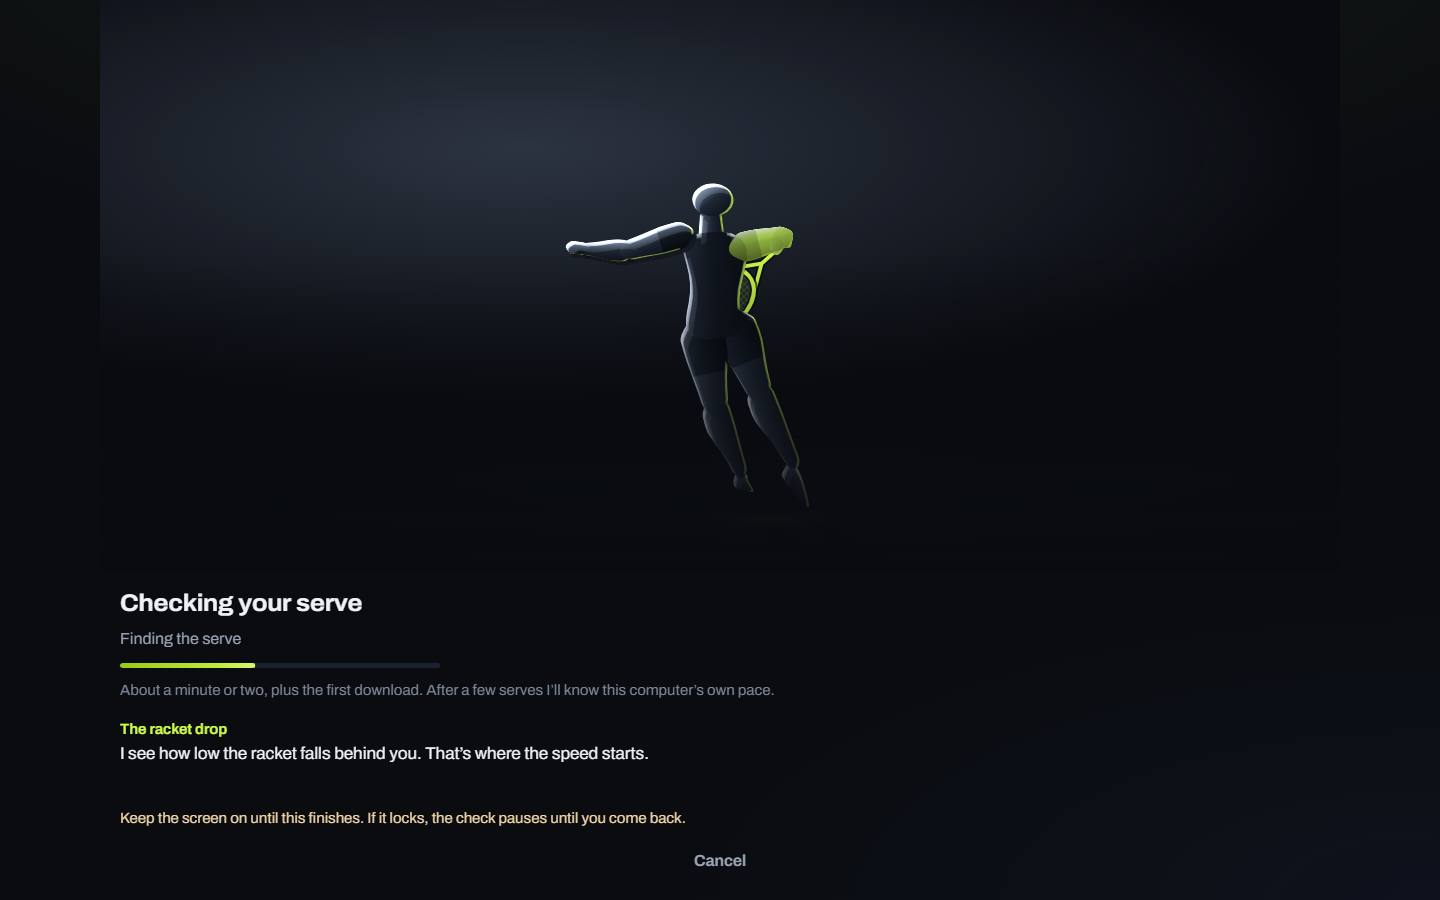 Checking your serve
Finding the serve
About a minute or two, plus the first download. After a few serves I’ll know this computer’s own pace.
The racket drop
I see how low the racket falls behind you. That’s where the speed starts.
Keep the screen on until this finishes. If it locks, the check pauses until you come back.
Cancel